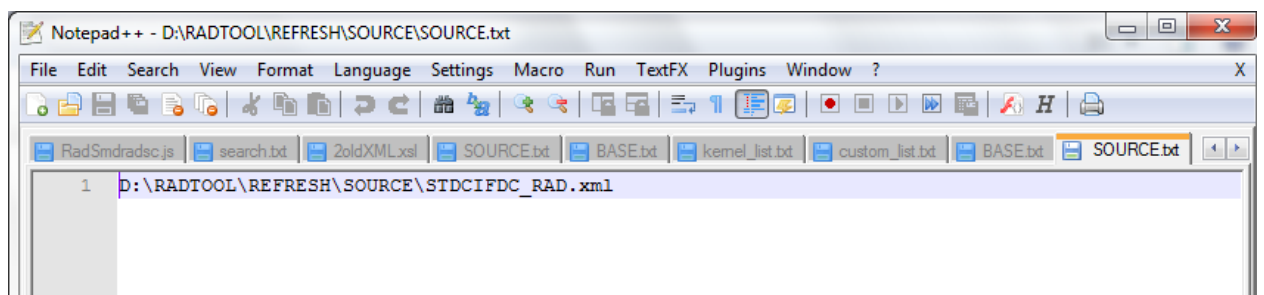 Notepad++ - D:\RADTOOL\REFRESH\SOURCE\SOURCE.txt
File Edit Search View Format Language Settings Macro Run TextFX Plugins Window ? X
RadSmdradsc.js search.txt 2oldXML.xsl SOURCE.txt BASE.txt kernel_list.txt custom_list.txt BASE.txt SOURCE.txt
1 D:\RADTOOL\REFRESH\SOURCE\STDCIFDC_RAD.xml